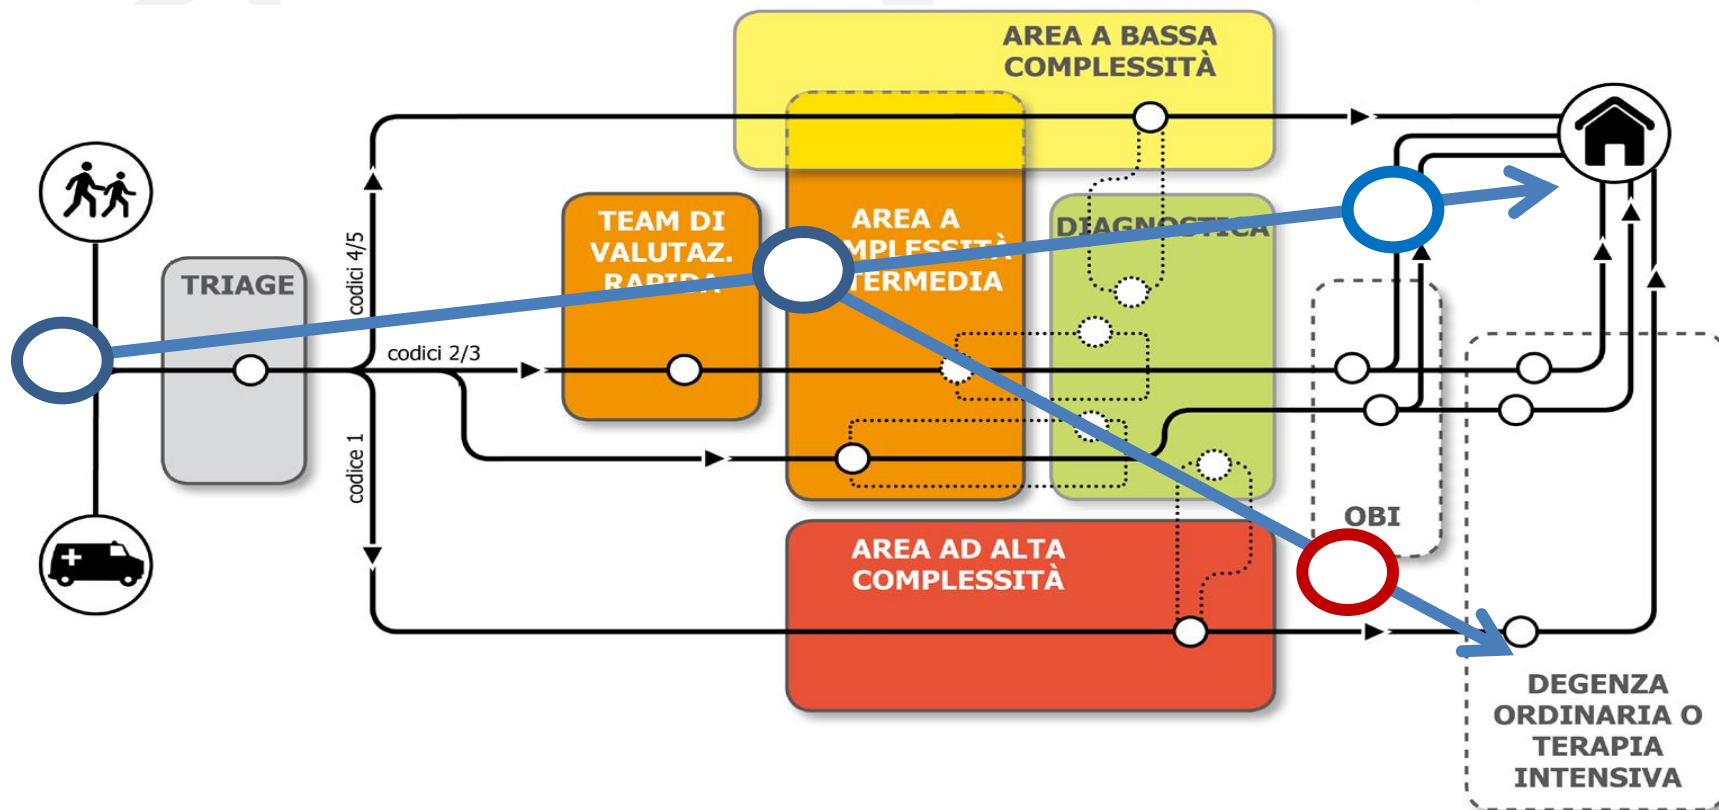 AREA A BASSA
COMPLESSITÀ
TEAM DI
VALUTAZ.
AREA A
DIAGNOSTICA
TRIAGE
codici 4/5
codici 2/3
codice 1
OBI
AREA AD ALTA
COMPLESSITÀ
DEGENZA
ORDINARIA O
TERAPIA
INTENSIVA